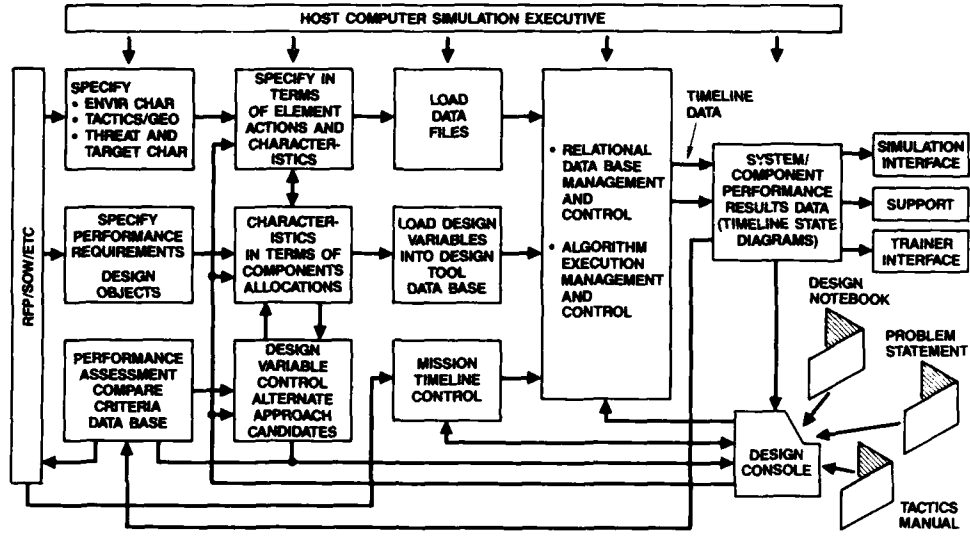 HOST COMPUTER SIMULATION EXECUTIVE
RFP/SOW/ETC
SPECIFY
• ENVIR CHAR
• TACTICS/GEO
• THREAT AND
TARGET CHAR
SPECIFY IN
TERMS
OF ELEMENT
ACTIONS AND
CHARACTER-
ISTICS
LOAD
DATA
FILES
• RELATIONAL
DATA BASE
MANAGEMENT
AND
CONTROL
• ALGORITHM
EXECUTION
MANAGEMENT
AND
CONTROL
TIMELINE
DATA
SYSTEM/
COMPONENT
PERFORMANCE
RESULTS DATA
(TIMELINE STATE
DIAGRAMS)
SIMULATION
INTERFACE
SUPPORT
TRAINER
INTERFACE
SPECIFY
PERFORMANCE
REQUIREMENTS
DESIGN
OBJECTS
CHARACTER-
ISTICS
IN TERMS OF
COMPONENTS
ALLOCATIONS
LOAD DESIGN
VARIABLES
INTO DESIGN
TOOL
DATA BASE
PERFORMANCE
ASSESSMENT
COMPARE
CRITERIA
DATA BASE
DESIGN
VARIABLE
CONTROL
ALTERNATE
APPROACH
CANDIDATES
MISSION
TIMELINE
CONTROL
DESIGN
NOTEBOOK
PROBLEM
STATEMENT
DESIGN
CONSOLE
TACTICS
MANUAL